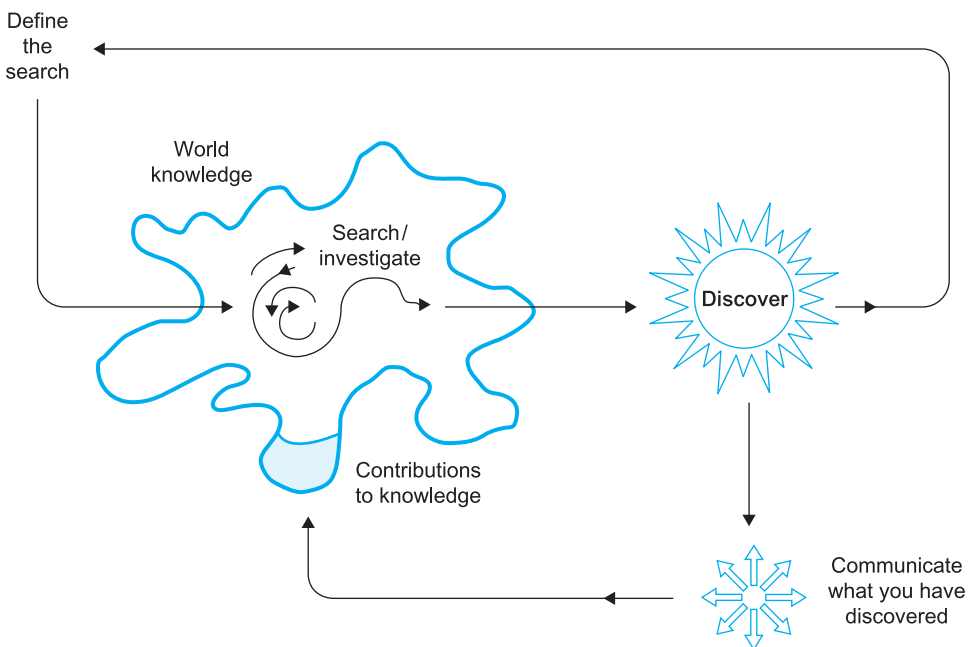 Define
the
search
World
knowledge
Search/
investigate
Discover
Contributions
to knowledge
Communicate
what you have
discovered